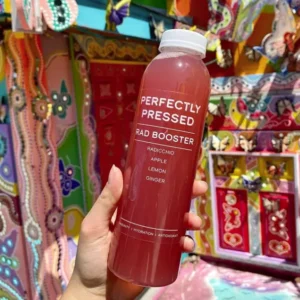 PERFECTLY
PRESSED
RAD BOOSTER
RADICCHIO
APPLE
LEMON
GINGER